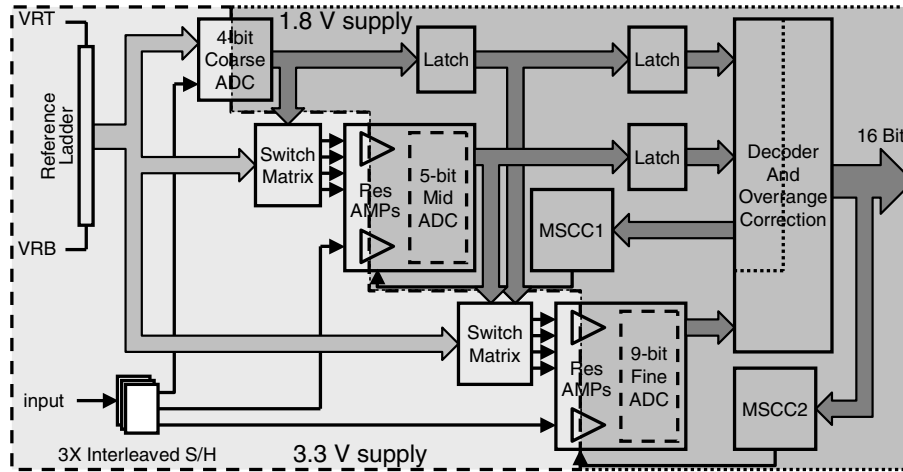 VRT
1.8 V supply
4-bit
Coarse
ADC
Latch
Latch
Reference
Ladder
Switch
Matrix
Res
AMPs
5-bit
Mid
ADC
Latch
Decoder
And
Overrange
Correction
16 Bit
VRB
MSCC1
Switch
Matrix
Res
AMPs
9-bit
Fine
ADC
MSCC2
input
3X Interleaved S/H
3.3 V supply